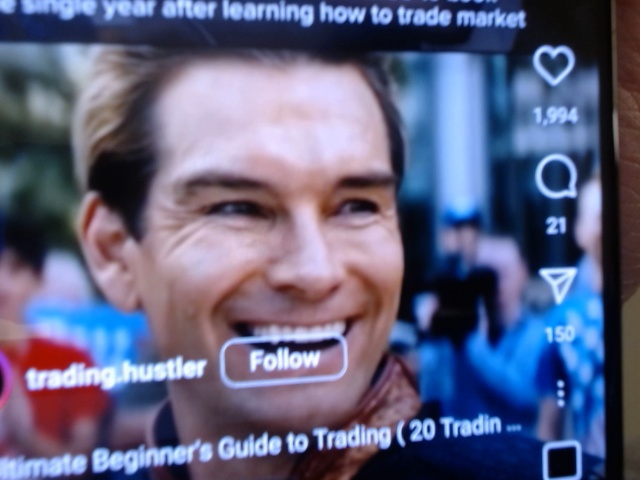 single year after learning how to trade market
1,994
21
150
trading.hustler
Follow
Beginner's Guide to Trading ( 20 Tradin ...